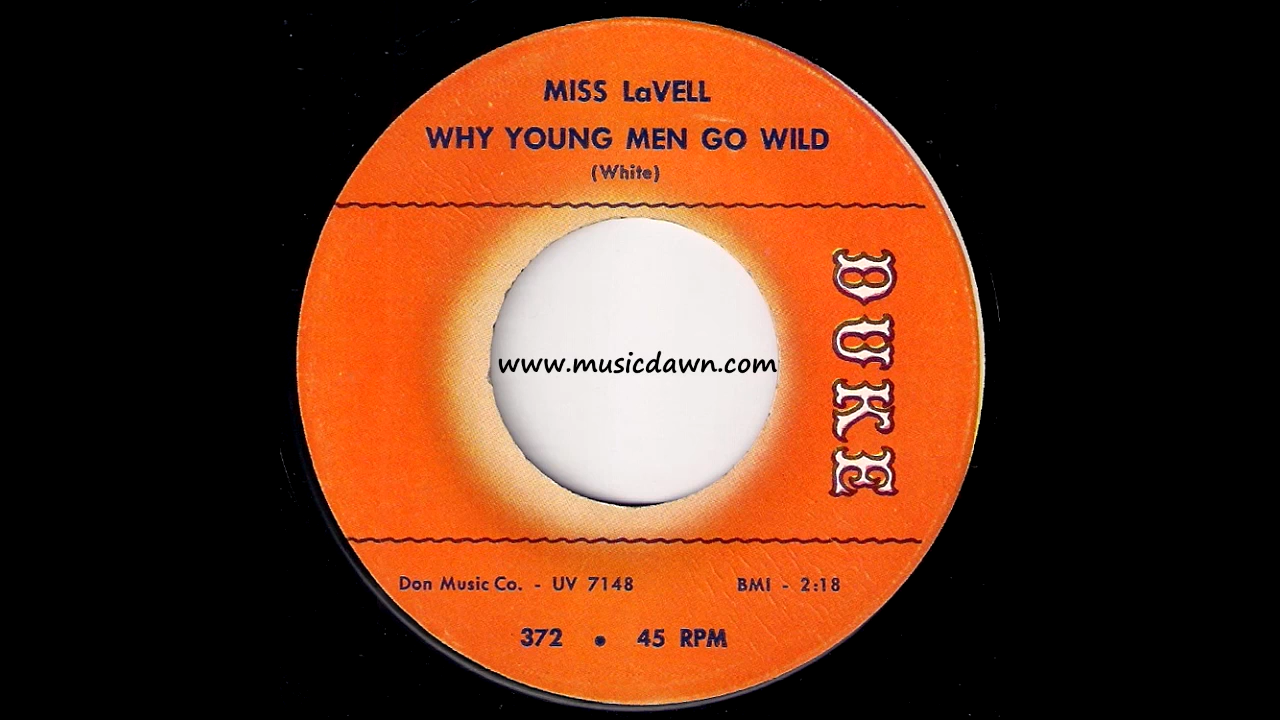 MISS LaVELL
WHY YOUNG MEN GO WILD
(White)
DUKE
www.musicdawn.com
Don Music Co. - UV 7148
BMI - 2:18
372 • 45 RPM